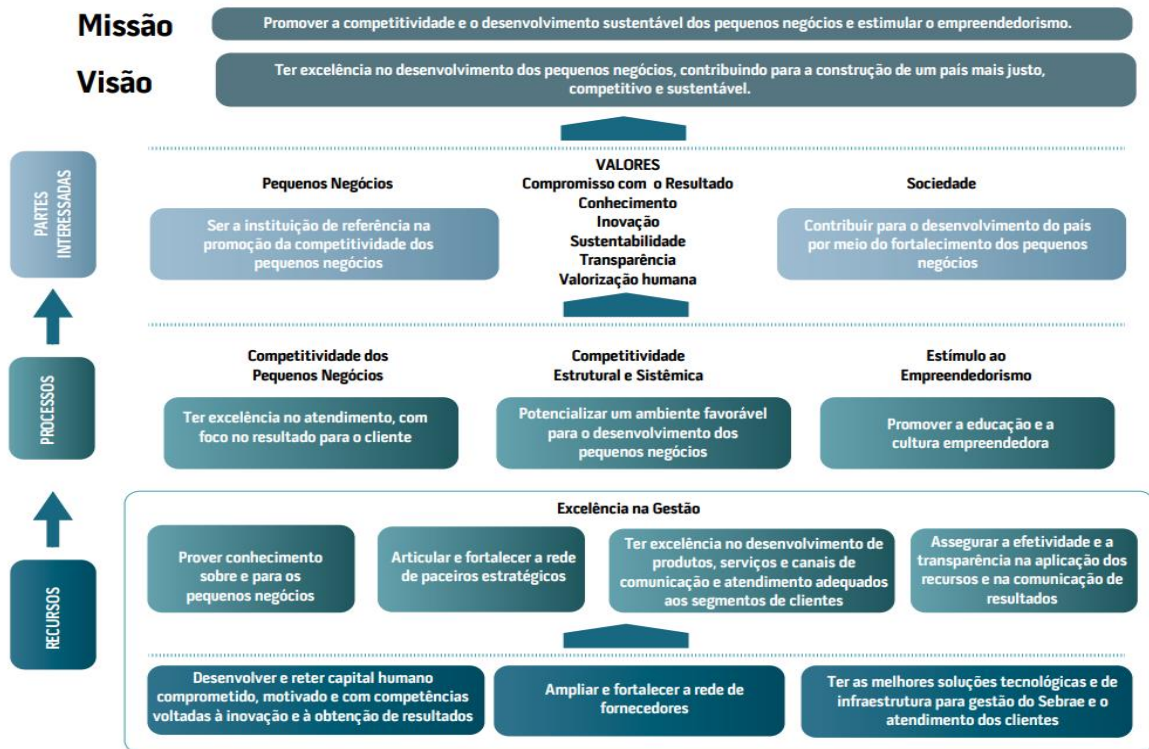 Missão
Promover a competitividade e o desenvolvimento sustentável dos pequenos negócios e estimular o empreendedorismo.
Visão
Ter excelência no desenvolvimento dos pequenos negócios, contribuindo para a construção de um país mais justo,
competitivo e sustentável.
PARTES
INTERESSADAS
Pequenos Negócios
Ser a instituição de referência na
promoção da competitividade dos
pequenos negócios
VALORES
Compromisso com o Resultado
Conhecimento
Inovação
Sustentabilidade
Transparência
Valorização humana
Sociedade
Contribuir para o desenvolvimento do país
por meio do fortalecimento dos pequenos
negócios
PROCESSOS
Competitividade dos
Pequenos Negócios
Ter excelência no atendimento, com
foco no resultado para o cliente
Competitividade
Estrutural e Sistêmica
Potencializar um ambiente favorável
para o desenvolvimento dos
pequenos negócios
Estímulo ao
Empreendedorismo
Promover a educação e a
cultura empreendedora
RECURSOS
Excelência na Gestão
Prover conhecimento
sobre e para os
pequenos negócios
Articular e fortalecer a rede
de paceiros estratégicos
Ter excelência no desenvolvimento de
produtos, serviços e canais de
comunicação e atendimento adequados
aos segmentos de clientes
Assegurar a efetividade e a
transparência na aplicação dos
recursos e na comunicação de
resultados
Desenvolver e reter capital humano
comprometido, motivado e com competências
voltadas à inovação e à obtenção de resultados
Ampliar e fortalecer a rede de
fornecedores
Ter as melhores soluções tecnológicas e de
infraestrutura para gestão do Sebrae e o
atendimento dos clientes